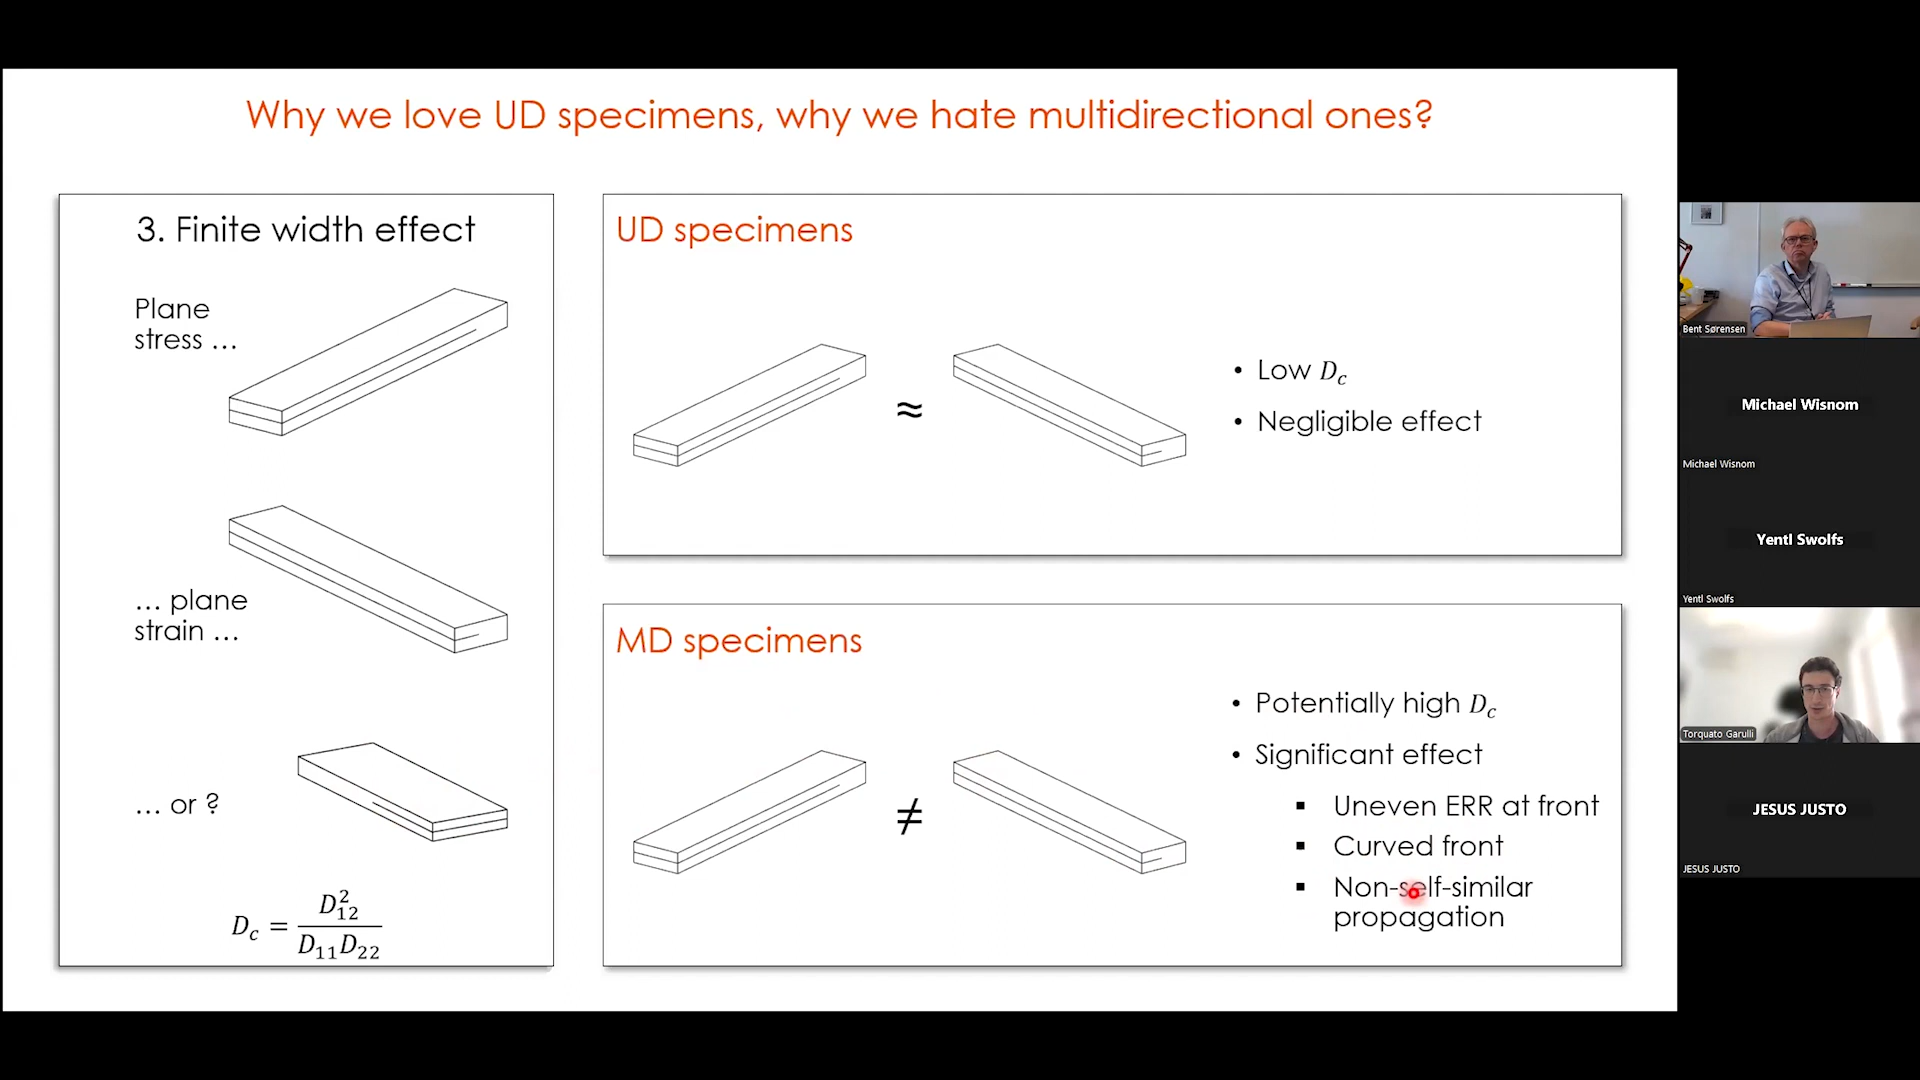 Why we love UD specimens, why we hate multidirectional ones?
3. Finite width effect
Plane
stress …
… plane
strain …
… or ?
D_c = D_12^2 / D_11 D_22
UD specimens
≈
• Low D_c
• Negligible effect
MD specimens
≠
• Potentially high D_c
• Significant effect
▪ Uneven ERR at front
▪ Curved front
▪ Non-self-similar
propagation
Bent Sørensen
Michael Wisnom
Michael Wisnom
Yentl Swolfs
Yentl Swolfs
Torquato Garulli
JESUS JUSTO
JESUS JUSTO